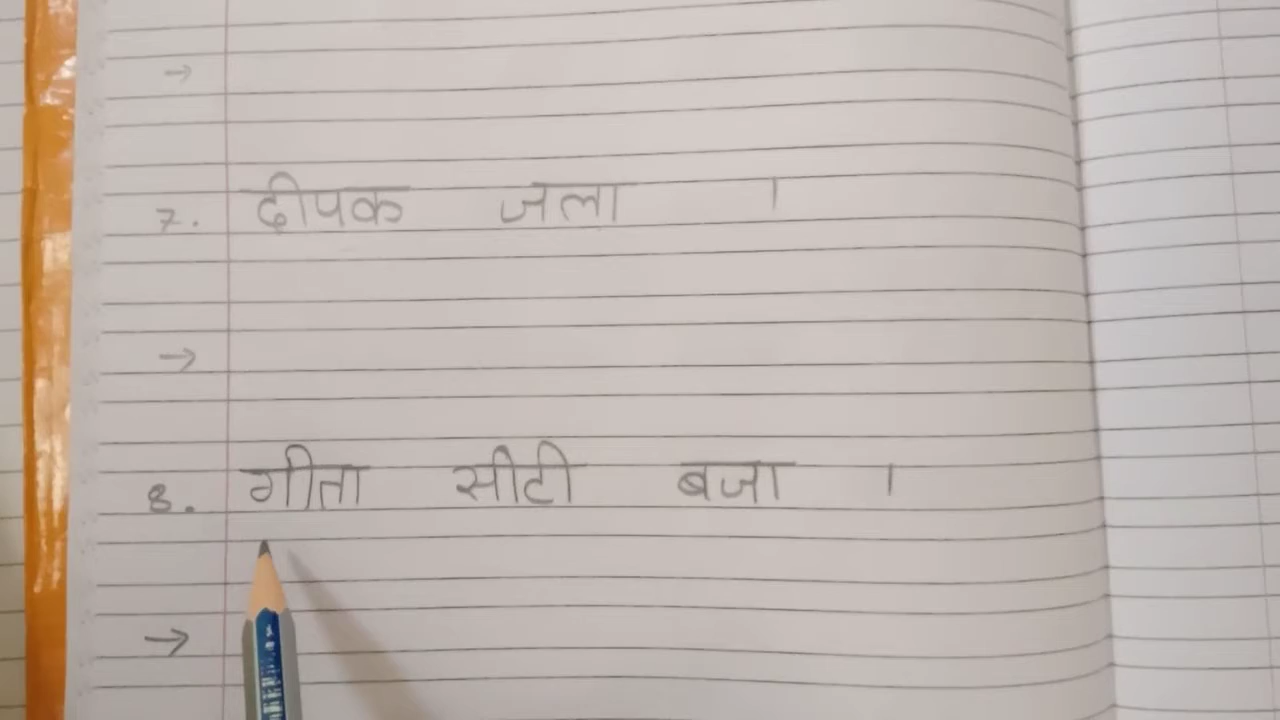 →
7. दीपक जला ।
→
8. गीता सीटी बजा ।
→